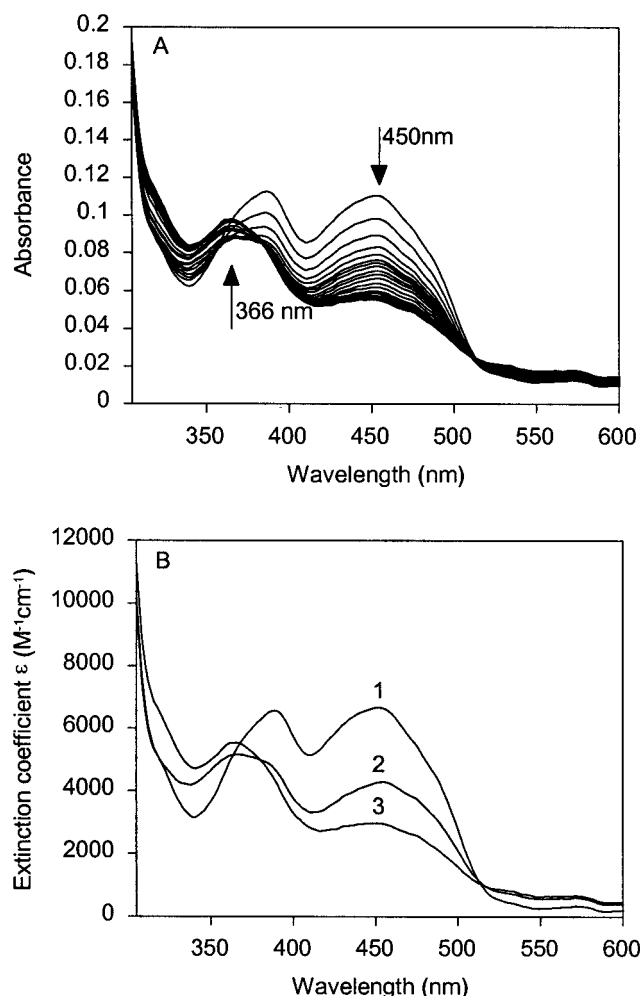 A
0.2
0.18
0.16
0.14
0.12
0.1
0.08
0.06
0.04
0.02
0
Absorbance
450nm
366 nm
350 400 450 500 550 600
Wavelength (nm)
B
12000
10000
8000
6000
4000
2000
0
Extinction coefficient ε (M⁻¹cm⁻¹)
1
2
3
350 400 450 500 550 600
Wavelength (nm)